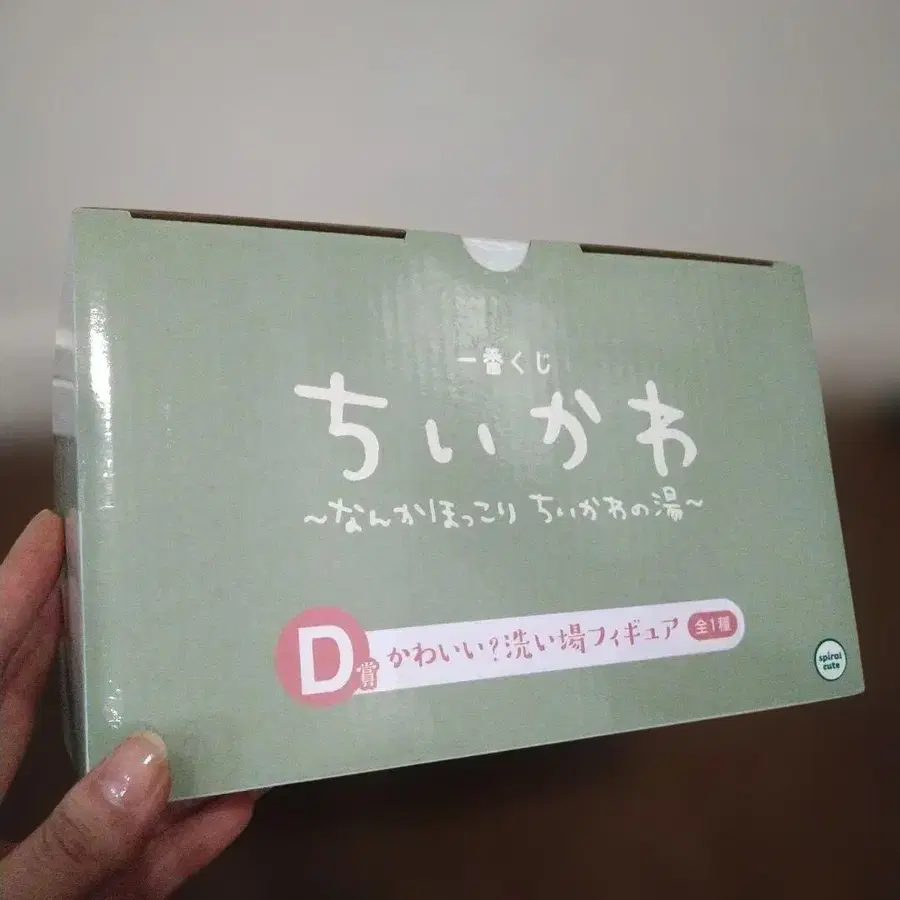 一番くじ
ちいかわ
～なんかほっこり ちいかわの湯～
D賞 かわいい?洗い場フィギュア 全1種
spiral
cute